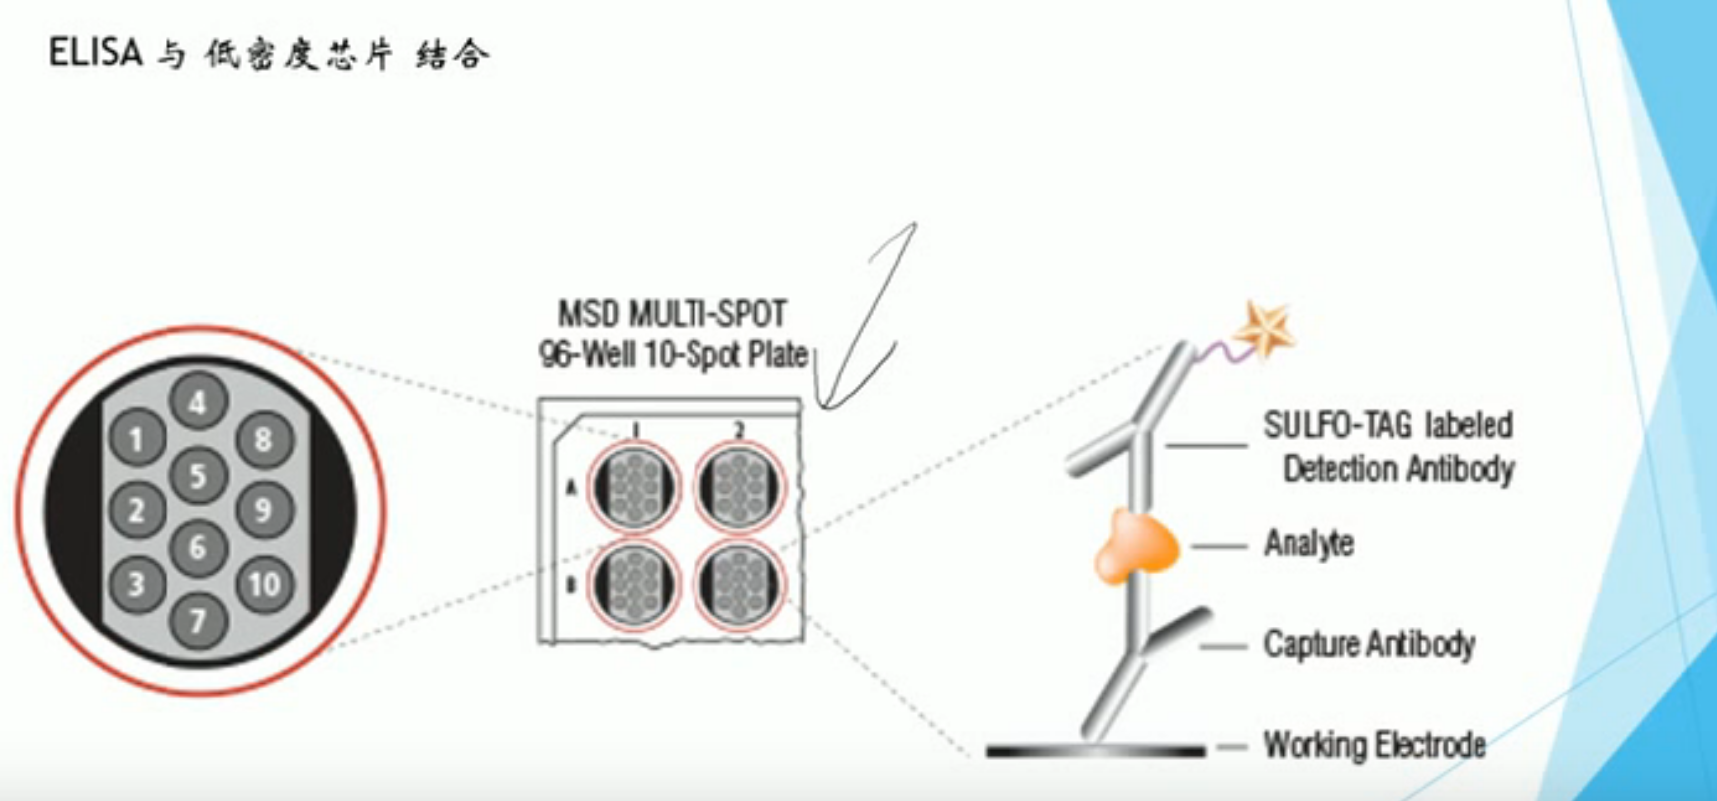 ELISA 与 低密度芯片 结合
MSD MULTI-SPOT
96-Well 10-Spot Plate
1 2
A
B
4
1 8
5
2 9
6
3 10
7
SULFO-TAG labeled
Detection Antibody
Analyte
Capture Antibody
Working Electrode